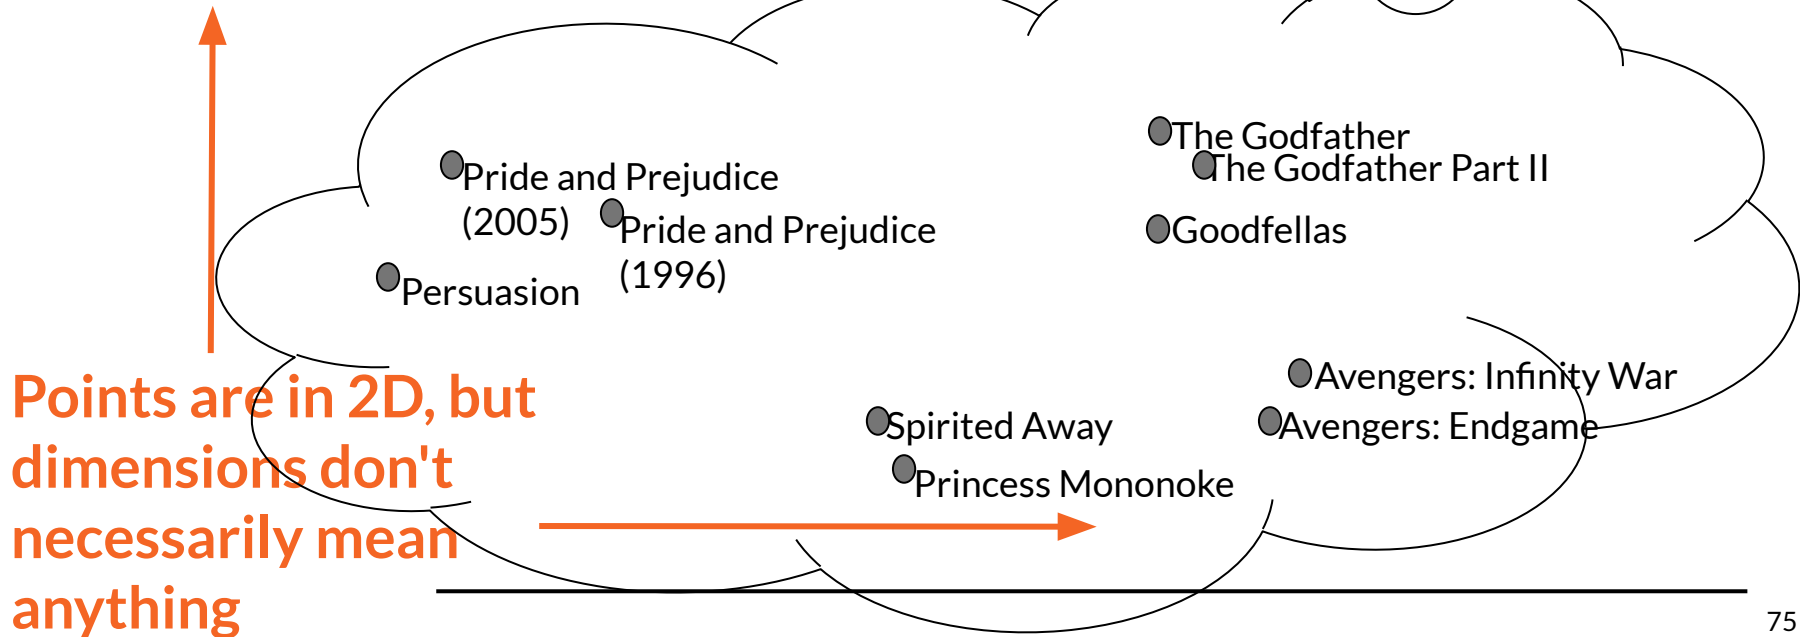 The Godfather
The Godfather Part II
Pride and Prejudice
(2005)
Pride and Prejudice
(1996)
Goodfellas
Persuasion
Avengers: Infinity War
Spirited Away
Avengers: Endgame
Princess Mononoke
Points are in 2D, but
dimensions don't
necessarily mean
anything
75